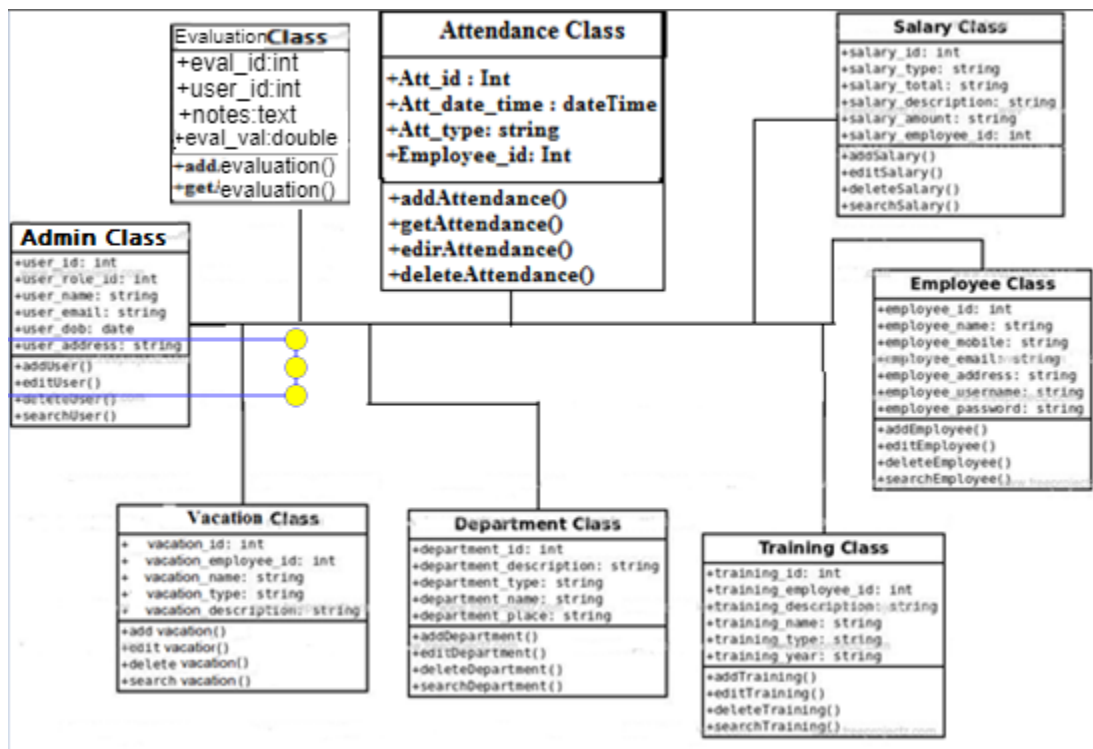 EvaluationClass
+eval_id:int
+user_id:int
+notes:text
+eval_val:double
+add.evaluation()
+get.evaluation()
Attendance Class
+Att_id : Int
+Att_date_time : dateTime
+Att_type: string
+Employee_id: Int
+addAttendance()
+getAttendance()
+edirAttendance()
+deleteAttendance()
Salary Class
+salary_id: int
+salary_type: string
+salary_total: string
+salary_description: string
+salary_amount: string
+salary_employee_id: int
+addSalary()
+editSalary()
+deleteSalary()
+searchSalary()
Admin Class
+user_id: int
+user_role_id: int
+user_name: string
+user_email: string
+user_dob: date
+user_address: string
+addUser()
+editUser()
+deleteUser()
+searchUser()
Employee Class
+employee_id: int
+employee_name: string
+employee_mobile: string
+employee_email: string
+employee_address: string
+employee_username: string
+employee_password: string
+addEmployee()
+editEmployee()
+deleteEmployee()
+searchEmployee()
Vacation Class
+ vacation_id: int
+ vacation_employee_id: int
+ vacation_name: string
+ vacation_type: string
+ vacation_description: string
+add vacation()
+edit vacatior()
+delete vacation()
+search vacation()
Department Class
+department_id: int
+department_description: string
+department_type: string
+department_name: string
+department_place: string
+addDepartment()
+editDepartment()
+deleteDepartment()
+searchDepartment()
Training Class
+training_id: int
+training_employee_id: int
+training_description: string
+training_name: string
+training_type: string
+training_year: string
+addTraining()
+editTraining()
+deleteTraining()
+searchTraining()